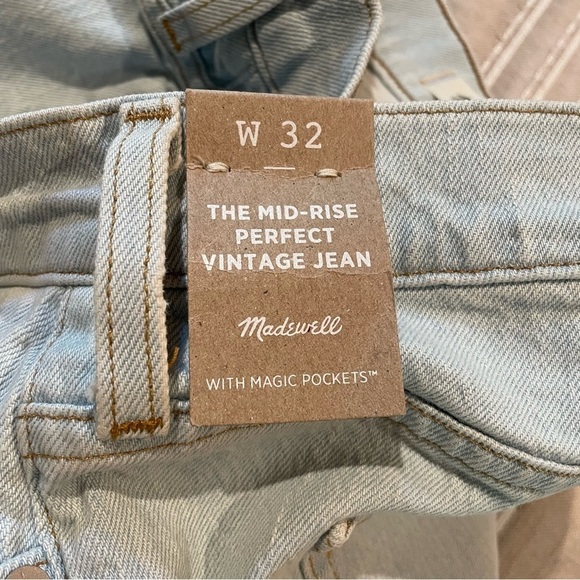 W 32
THE MID-RISE
PERFECT
VINTAGE JEAN
Madewell
WITH MAGIC POCKETS™